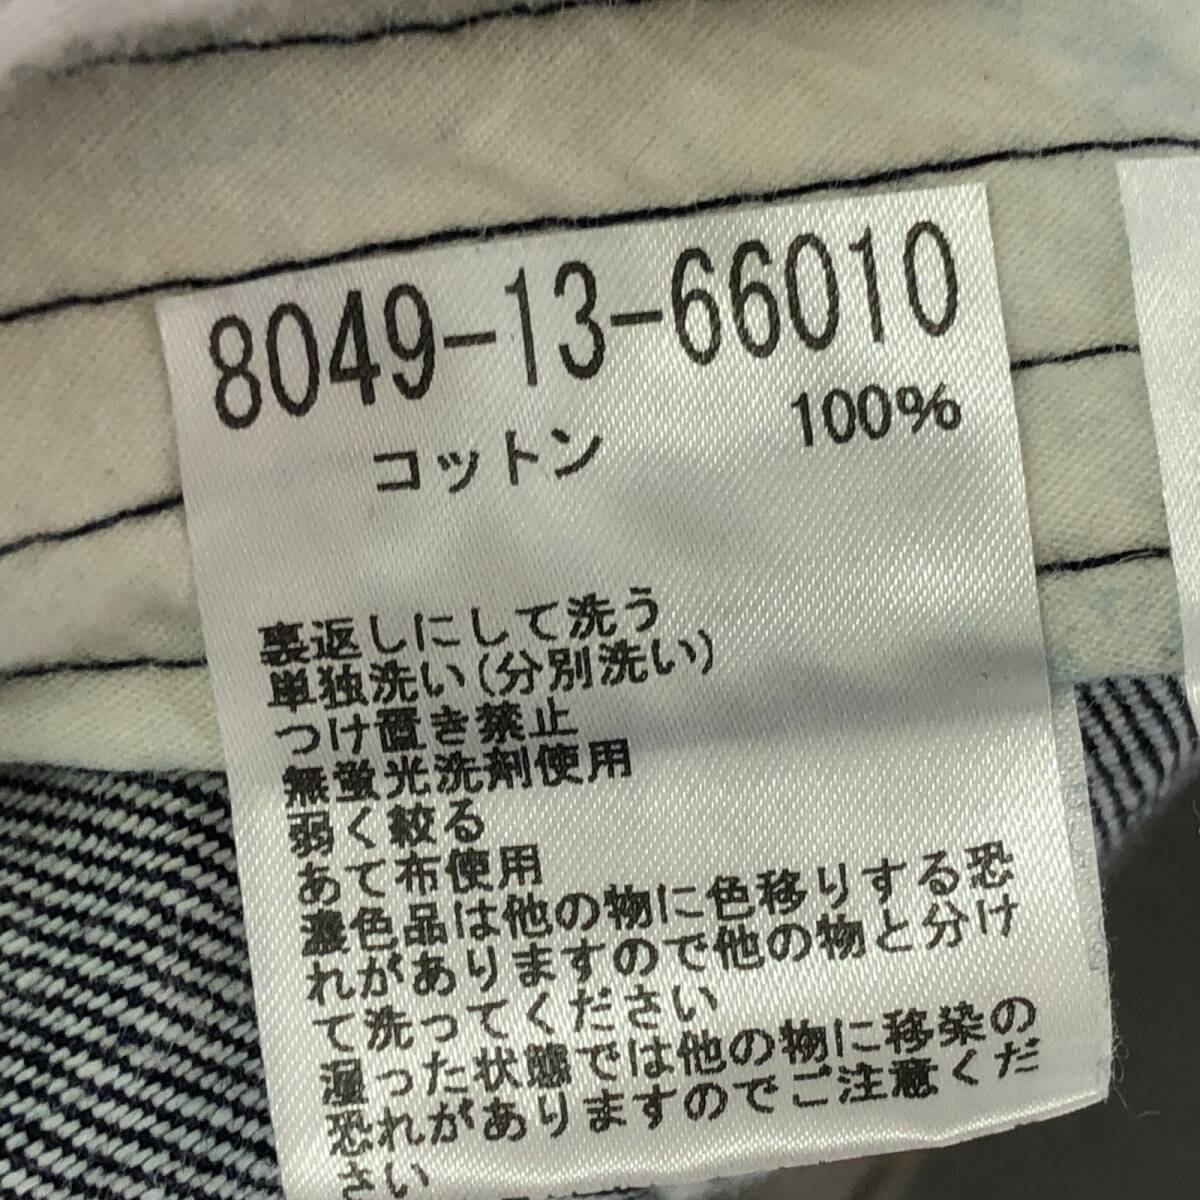 8049-13-66010
コットン 100%
裏返しにして洗う
単独洗い(分別洗い)
つけ置き禁止
無蛍光洗剤使用
弱く絞る
あて布使用
濃色品は他の物に色移りする恐
れがありますので他の物と分け
て洗ってください
湿った状態では他の物に移染の
恐れがありますのでご注意くだ
さい